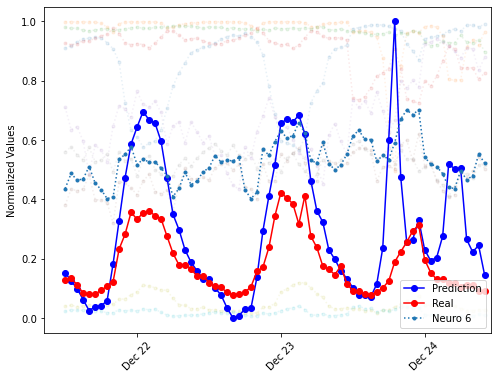 1.0
0.8
0.6
0.4
0.2
0.0
Normalized Values
Dec 22
Dec 23
Dec 24
Prediction
Real
Neuro 6